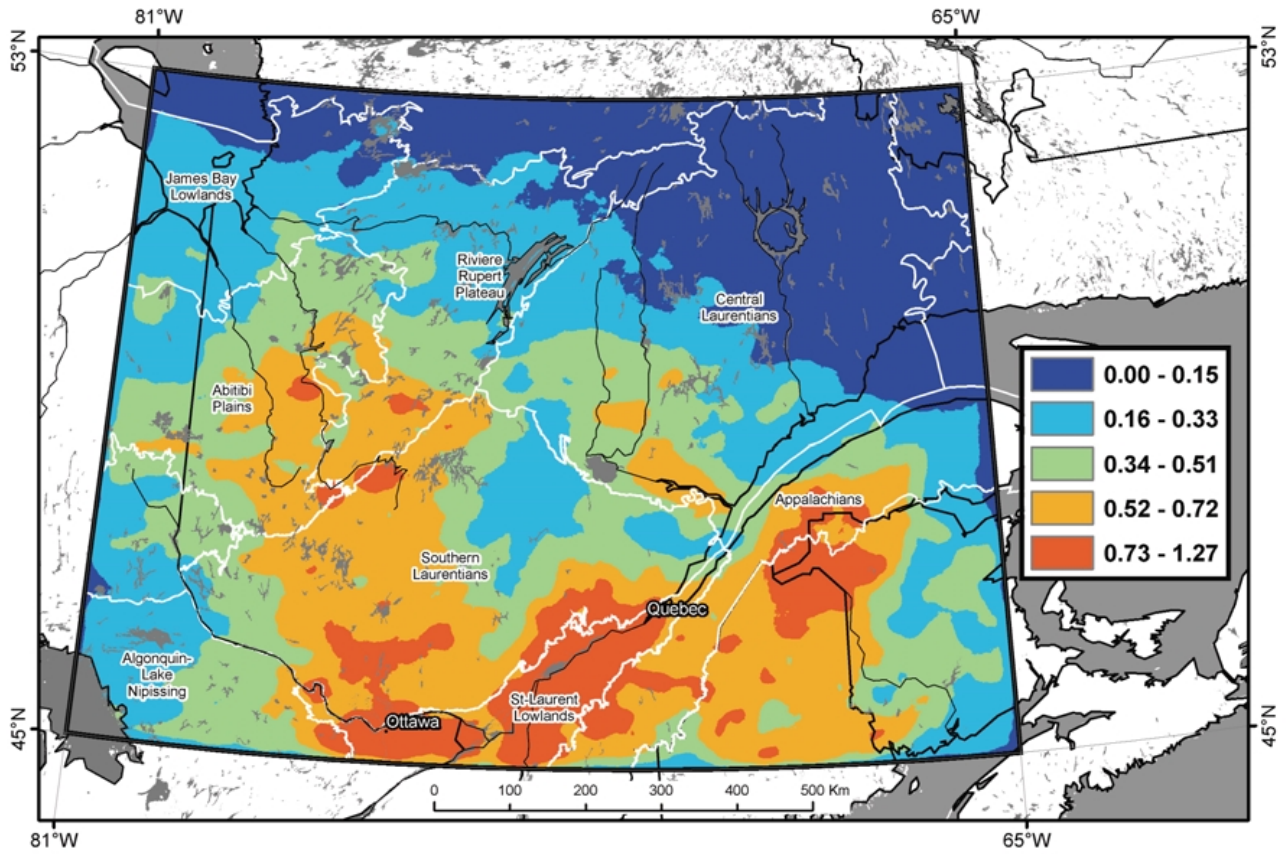 81°W
65°W
53°N
53°N
James Bay
Lowlands
Riviere
Rupert
Plateau
Central
Laurentians
0.00 - 0.15
0.16 - 0.33
0.34 - 0.51
0.52 - 0.72
0.73 - 1.27
Abitibi
Plains
Appalachians
Southern
Laurentians
Quebec
Algonquin-
Lake
Nipissing
St-Laurent
Lowlands
Ottawa
45°N
45°N
0 100 200 300 400 500 Km
81°W
65°W